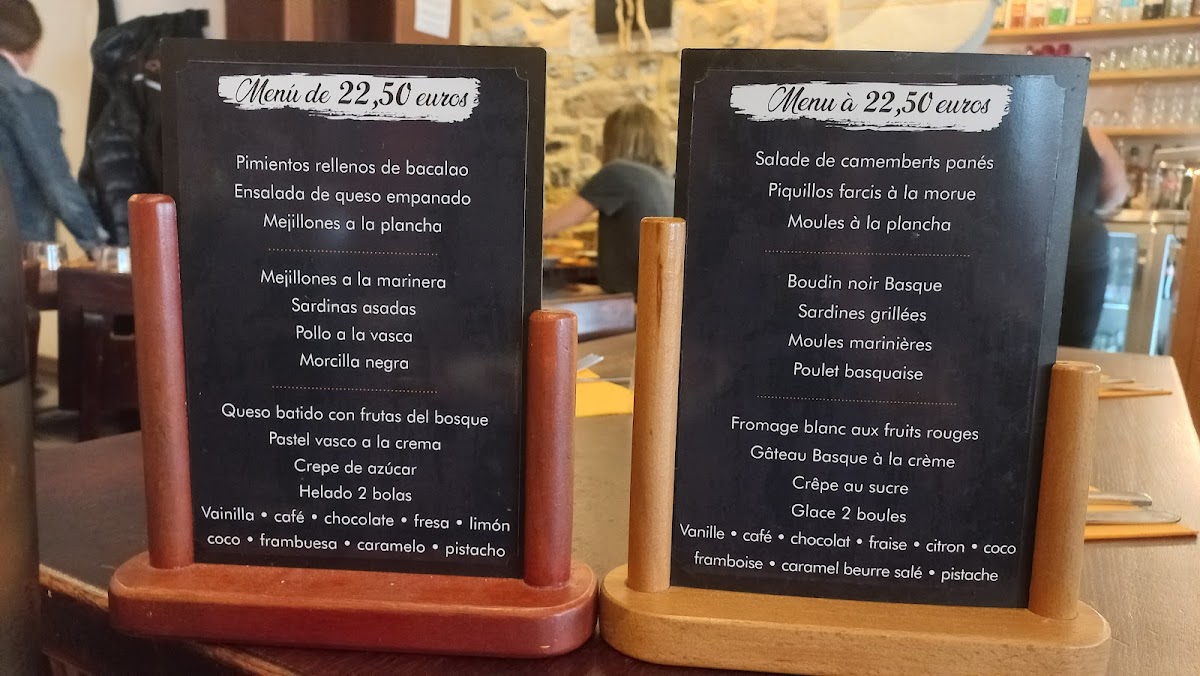 Menú de 22,50 euros
Pimientos rellenos de bacalao
Ensalada de queso empanado
Mejillones a la plancha
Mejillones a la marinera
Sardinas asadas
Pollo a la vasca
Morcilla negra
Queso batido con frutas del bosque
Pastel vasco a la crema
Crepe de azúcar
Helado 2 bolas
Vainilla • café • chocolate • fresa • limón
coco • frambuesa • caramelo • pistacho
Menu à 22,50 euros
Salade de camemberts panés
Piquillos farcis à la morue
Moules à la plancha
Boudin noir Basque
Sardines grillées
Moules marinières
Poulet basquaise
Fromage blanc aux fruits rouges
Gâteau Basque à la crème
Crêpe au sucre
Glace 2 boules
Vanille • café • chocolat • fraise • citron • coco
framboise • caramel beurre salé • pistache